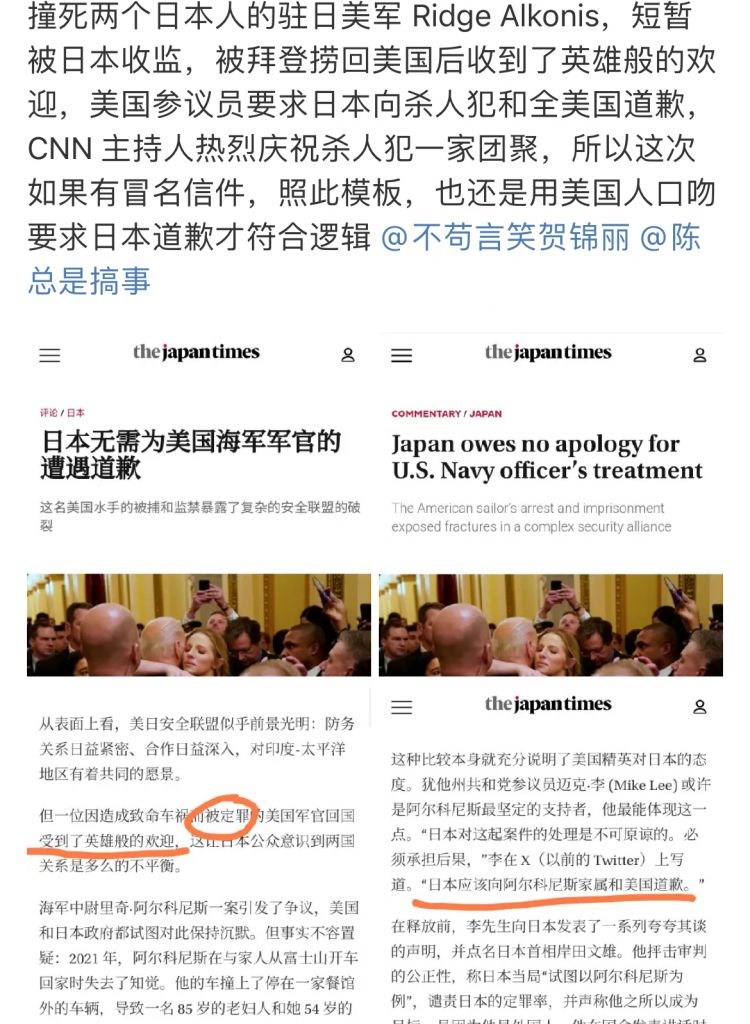 撞死两个日本人的驻日美军 Ridge Alkonis，短暂
被日本收监，被拜登捞回美国后收到了英雄般的欢
迎，美国参议员要求日本向杀人犯和全美国道歉，
CNN 主持人热烈庆祝杀人犯一家团聚，所以这次
如果有冒名信件，照此模板，也还是用美国人口吻
要求日本道歉才符合逻辑 @不苟言笑贺锦丽 @陈
总是搞事
the japan times
评论 / 日本
日本无需为美国海军军官的
遭遇道歉
这名美国水手的被捕和监禁暴露了复杂的安全联盟的破
裂
从表面上看，美日安全联盟似乎前景光明：防务
关系日益紧密、合作日益深入，对印度-太平洋
地区有着共同的愿景。
但一位因造成致命车祸而被定罪的美国军官回国
受到了英雄般的欢迎，这让日本公众意识到两国
关系是多么的不平衡。
海军中尉里奇·阿尔科尼斯一案引发了争议，美国
和日本政府都试图对此保持沉默。但事实不容置
疑：2021 年，阿尔科尼斯在与家人从富士山开车
回家时失去了知觉。他的车撞上了停在一家餐馆
外的车辆，导致一名 85 岁的老妇人和她 54 岁的
the japan times
COMMENTARY / JAPAN
Japan owes no apology for
U.S. Navy officer's treatment
The American sailor's arrest and imprisonment
exposed fractures in a complex security alliance
the japan times
这种比较本身就充分说明了美国精英对日本的态
度。犹他州共和党参议员迈克·李 (Mike Lee) 或许
是阿尔科尼斯最坚定的支持者，他最能体现这一
点。“日本对这起案件的处理是不可原谅的。必
须承担后果，”李在 X（以前的 Twitter）上写
道。“日本应该向阿尔科尼斯家属和美国道歉。”
在释放前，李先生向日本发表了一系列夸夸其谈
的声明，并点名日本首相岸田文雄。他抨击审判
的公正性，称日本当局“试图以阿尔科尼斯为
例”，谴责日本的定罪率，并声称他之所以成为